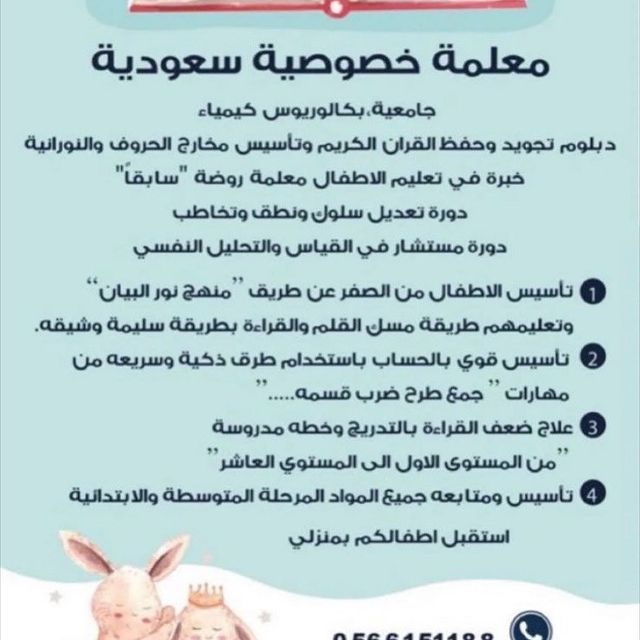 معلمة خصوصية سعودية
جامعية،بكالوريوس كيمياء
دبلوم تجويد وحفظ القران الكريم وتأسيس مخارج الحروف والنورانية
خبرة في تعليم الاطفال معلمة روضة "سابقاً"
دورة تعديل سلوك ونطق وتخاطب
دورة مستشار في القياس والتحليل النفسي
1 تأسيس الاطفال من الصفر عن طريق ”منهج نور البيان“
وتعليمهم طريقة مسك القلم والقراءة بطريقة سليمة وشيقه.
2 تأسيس قوي بالحساب باستخدام طرق ذكية وسريعه من
مهارات ” جمع طرح ضرب قسمه.....“
3 علاج ضعف القراءة بالتدريج وخطه مدروسة
”من المستوى الاول الى المستوي العاشر“
4 تأسيس ومتابعه جميع المواد المرحلة المتوسطة والابتدائية
استقبل اطفالكم بمنزلي
0566151188